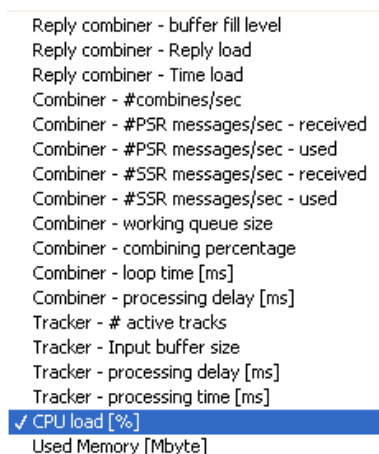 Reply combiner - buffer fill level
Reply combiner - Reply load
Reply combiner - Time load
Combiner - #combines/sec
Combiner - #PSR messages/sec - received
Combiner - #PSR messages/sec - used
Combiner - #SSR messages/sec - received
Combiner - #SSR messages/sec - used
Combiner - working queue size
Combiner - combining percentage
Combiner - loop time [ms]
Combiner - processing delay [ms]
Tracker - # active tracks
Tracker - Input buffer size
Tracker - processing delay [ms]
Tracker - processing time [ms]
✓ CPU load [%]
Used Memory [Mbyte]